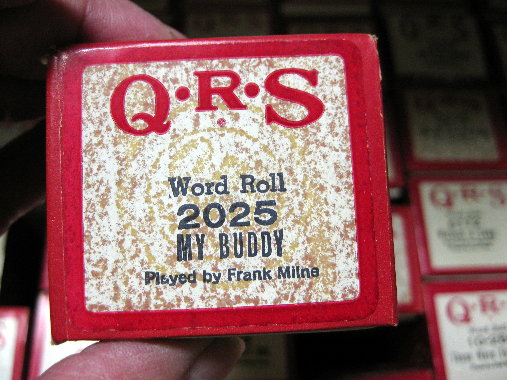 Q·R·S
Word Roll
2025
MY BUDDY
Played by Frank Milne
Q·R·S
Q·R·S